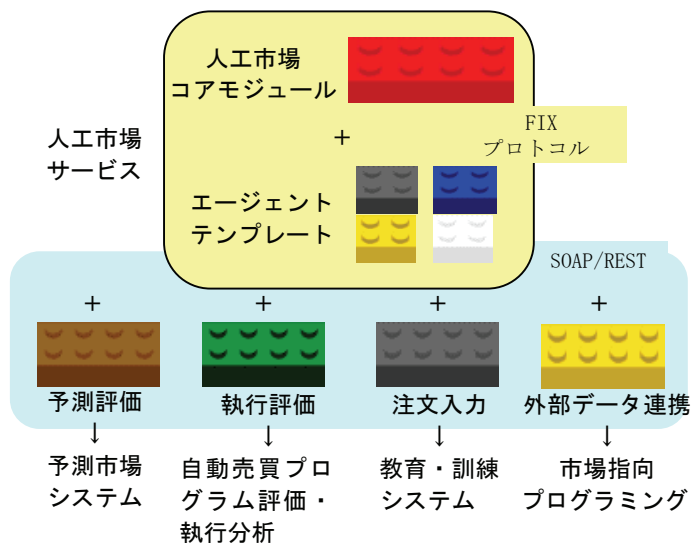 人工市場
コアモジュール
+
FIX
プロトコル
人工市場
サービス
エージェント
テンプレート
SOAP/REST
+ + + +
予測評価 執行評価 注文入力 外部データ連携
↓ ↓ ↓ ↓
予測市場
システム
自動売買プロ
グラム評価・
執行分析
教育・訓練
システム
市場指向
プログラミング